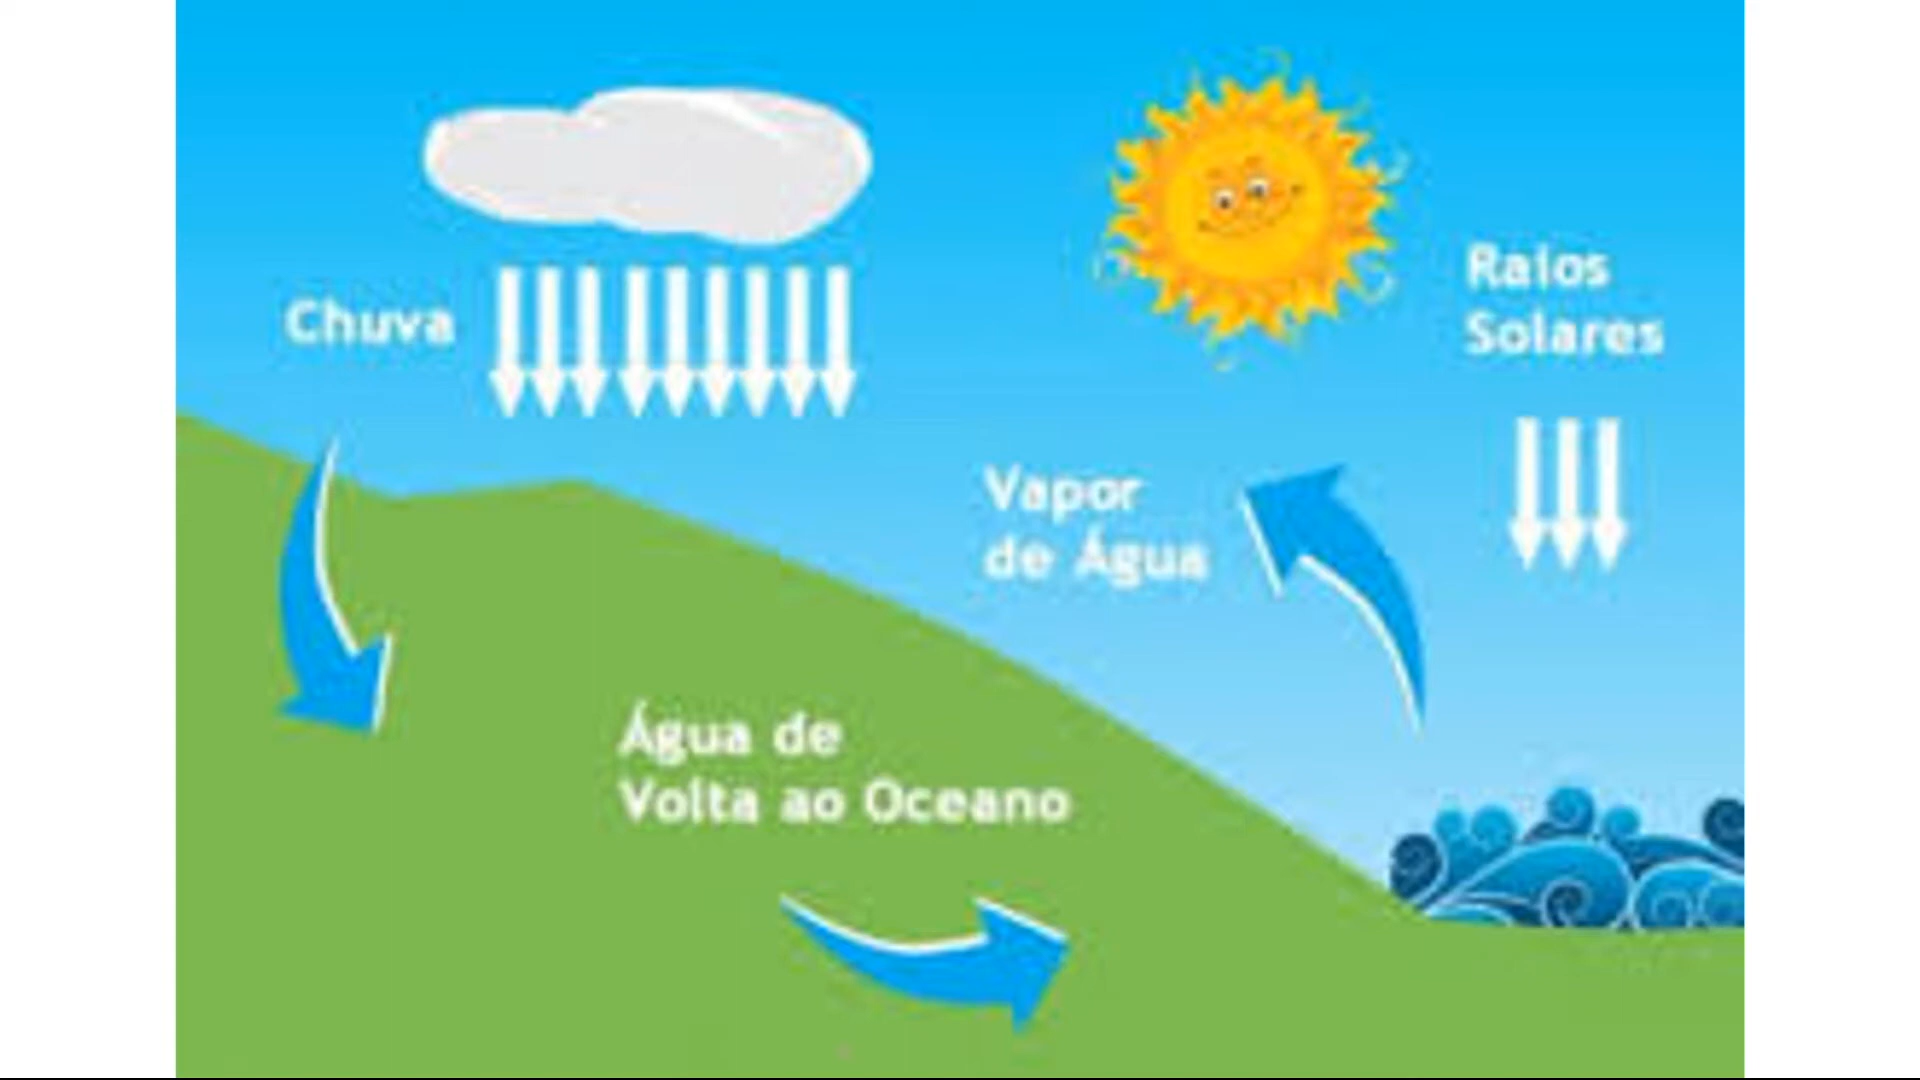 Chuva
Raios
Solares
Vapor
de Água
Água de
Volta ao Oceano